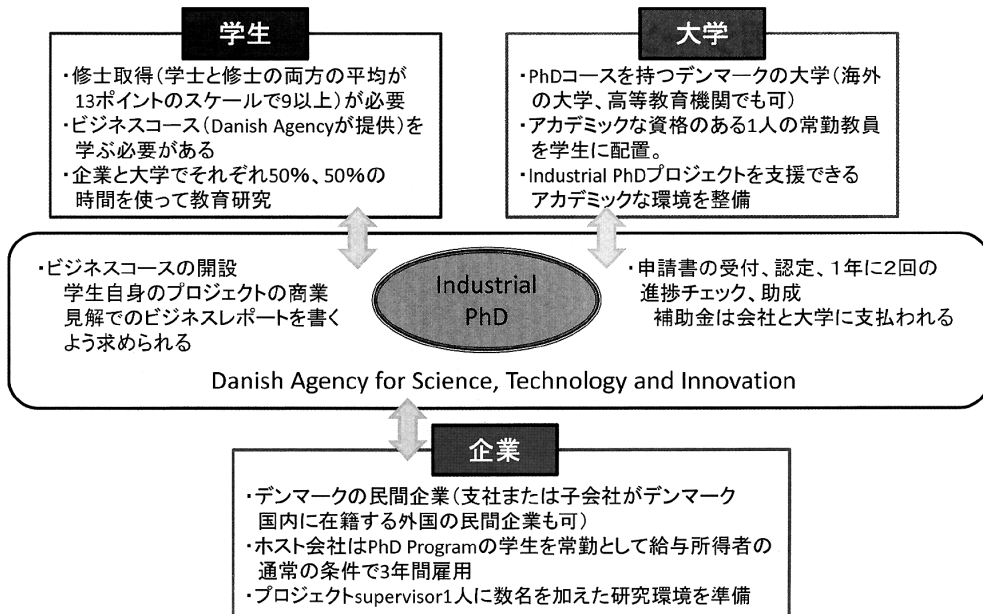 学生
・修士取得(学士と修士の両方の平均が
13ポイントのスケールで9以上)が必要
・ビジネスコース(Danish Agencyが提供)を
学ぶ必要がある
・企業と大学でそれぞれ50%、50%の
時間を使って教育研究
大学
・PhDコースを持つデンマークの大学(海外
の大学、高等教育機関でも可)
・アカデミックな資格のある1人の常勤教員
を学生に配置。
・Industrial PhDプロジェクトを支援できる
アカデミックな環境を整備
・ビジネスコースの開設
学生自身のプロジェクトの商業
見解でのビジネスレポートを書く
よう求められる
Industrial
PhD
・申請書の受付、認定、1年に2回の
進捗チェック、助成
補助金は会社と大学に支払われる
Danish Agency for Science, Technology and Innovation
企業
・デンマークの民間企業(支社または子会社がデンマーク
国内に在籍する外国の民間企業も可)
・ホスト会社はPhD Programの学生を常勤として給与所得者の
通常の条件で3年間雇用
・プロジェクトsupervisor1人に数名を加えた研究環境を準備